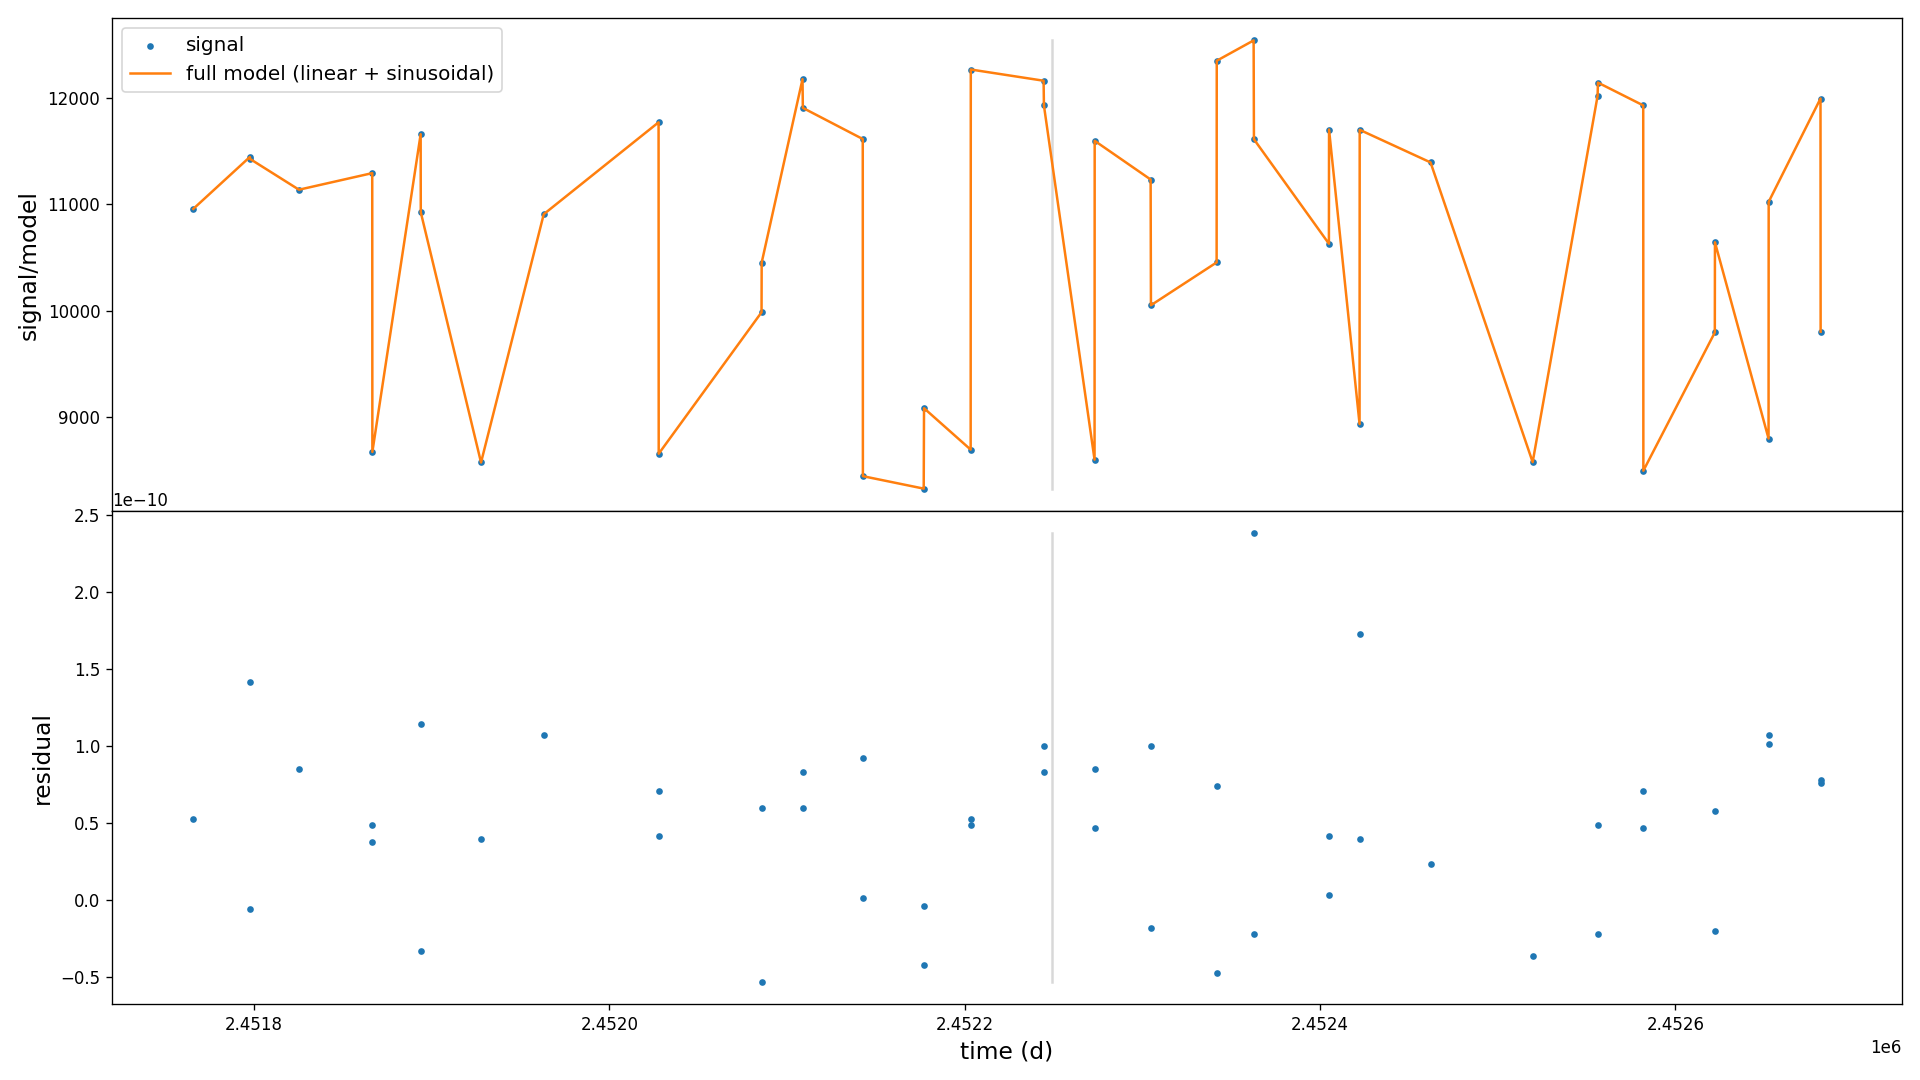 signal
full model (linear + sinusoidal)
12000
11000
10000
9000
signal/model
1e−10
2.5
2.0
1.5
1.0
0.5
0.0
−0.5
residual
2.4518
2.4520
2.4522
2.4524
2.4526
1e6
time (d)